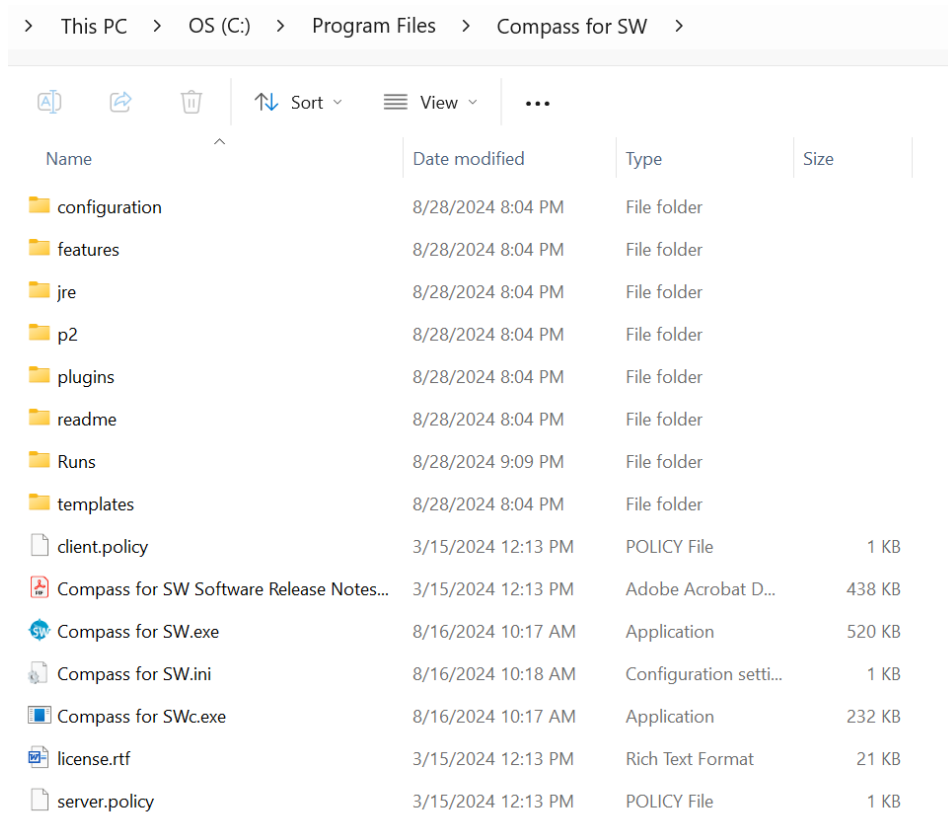 This PC OS (C:) Program Files Compass for SW
Sort View
Name Date modified Type Size
configuration 8/28/2024 8:04 PM File folder
features 8/28/2024 8:04 PM File folder
jre 8/28/2024 8:04 PM File folder
p2 8/28/2024 8:04 PM File folder
plugins 8/28/2024 8:04 PM File folder
readme 8/28/2024 8:04 PM File folder
Runs 8/28/2024 9:09 PM File folder
templates 8/28/2024 8:04 PM File folder
client.policy 3/15/2024 12:13 PM POLICY File 1 KB
Compass for SW Software Release Notes... 3/15/2024 12:13 PM Adobe Acrobat D... 438 KB
Compass for SW.exe 8/16/2024 10:17 AM Application 520 KB
Compass for SW.ini 8/16/2024 10:18 AM Configuration setti... 1 KB
Compass for SWc.exe 8/16/2024 10:17 AM Application 232 KB
license.rtf 3/15/2024 12:13 PM Rich Text Format 21 KB
server.policy 3/15/2024 12:13 PM POLICY File 1 KB